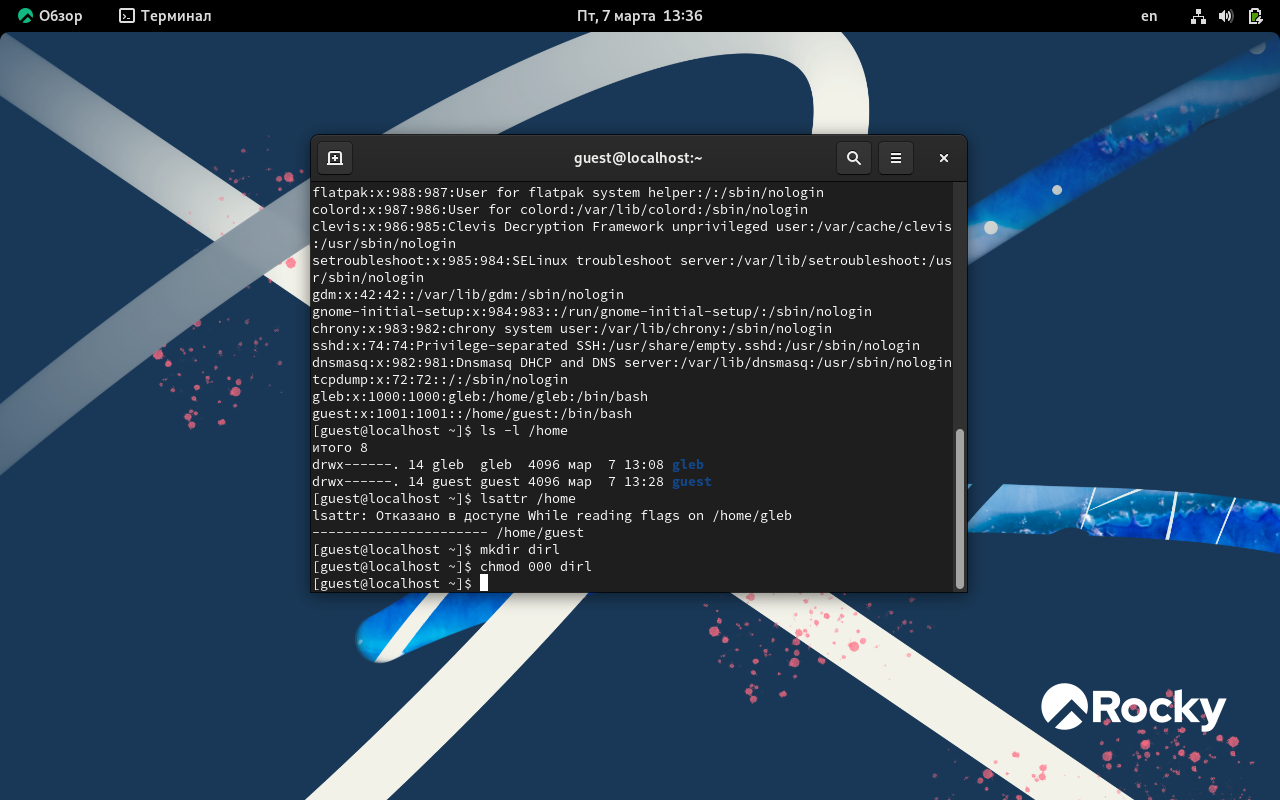 Обзор Терминал Пт, 7 марта 13:36 en
guest@localhost:~
flatpak:x:988:987:User for flatpak system helper:/:/sbin/nologin
colord:x:987:986:User for colord:/var/lib/colord:/sbin/nologin
clevis:x:986:985:Clevis Decryption Framework unprivileged user:/var/cache/clevis
:/usr/sbin/nologin
setroubleshoot:x:985:984:SELinux troubleshoot server:/var/lib/setroubleshoot:/us
r/sbin/nologin
gdm:x:42:42::/var/lib/gdm:/sbin/nologin
gnome-initial-setup:x:984:983::/run/gnome-initial-setup/:/sbin/nologin
chrony:x:983:982:chrony system user:/var/lib/chrony:/sbin/nologin
sshd:x:74:74:Privilege-separated SSH:/usr/share/empty.sshd:/usr/sbin/nologin
dnsmasq:x:982:981:Dnsmasq DHCP and DNS server:/var/lib/dnsmasq:/usr/sbin/nologin
tcpdump:x:72:72::/:/sbin/nologin
gleb:x:1000:1000:gleb:/home/gleb:/bin/bash
guest:x:1001:1001::/home/guest:/bin/bash
[guest@localhost ~]$ ls -l /home
итого 8
drwx------. 14 gleb  gleb  4096 мар  7 13:08 gleb
drwx------. 14 guest guest 4096 мар  7 13:28 guest
[guest@localhost ~]$ lsattr /home
lsattr: Отказано в доступе While reading flags on /home/gleb
---------------------- /home/guest
[guest@localhost ~]$ mkdir dirl
[guest@localhost ~]$ chmod 000 dirl
[guest@localhost ~]$
Rocky